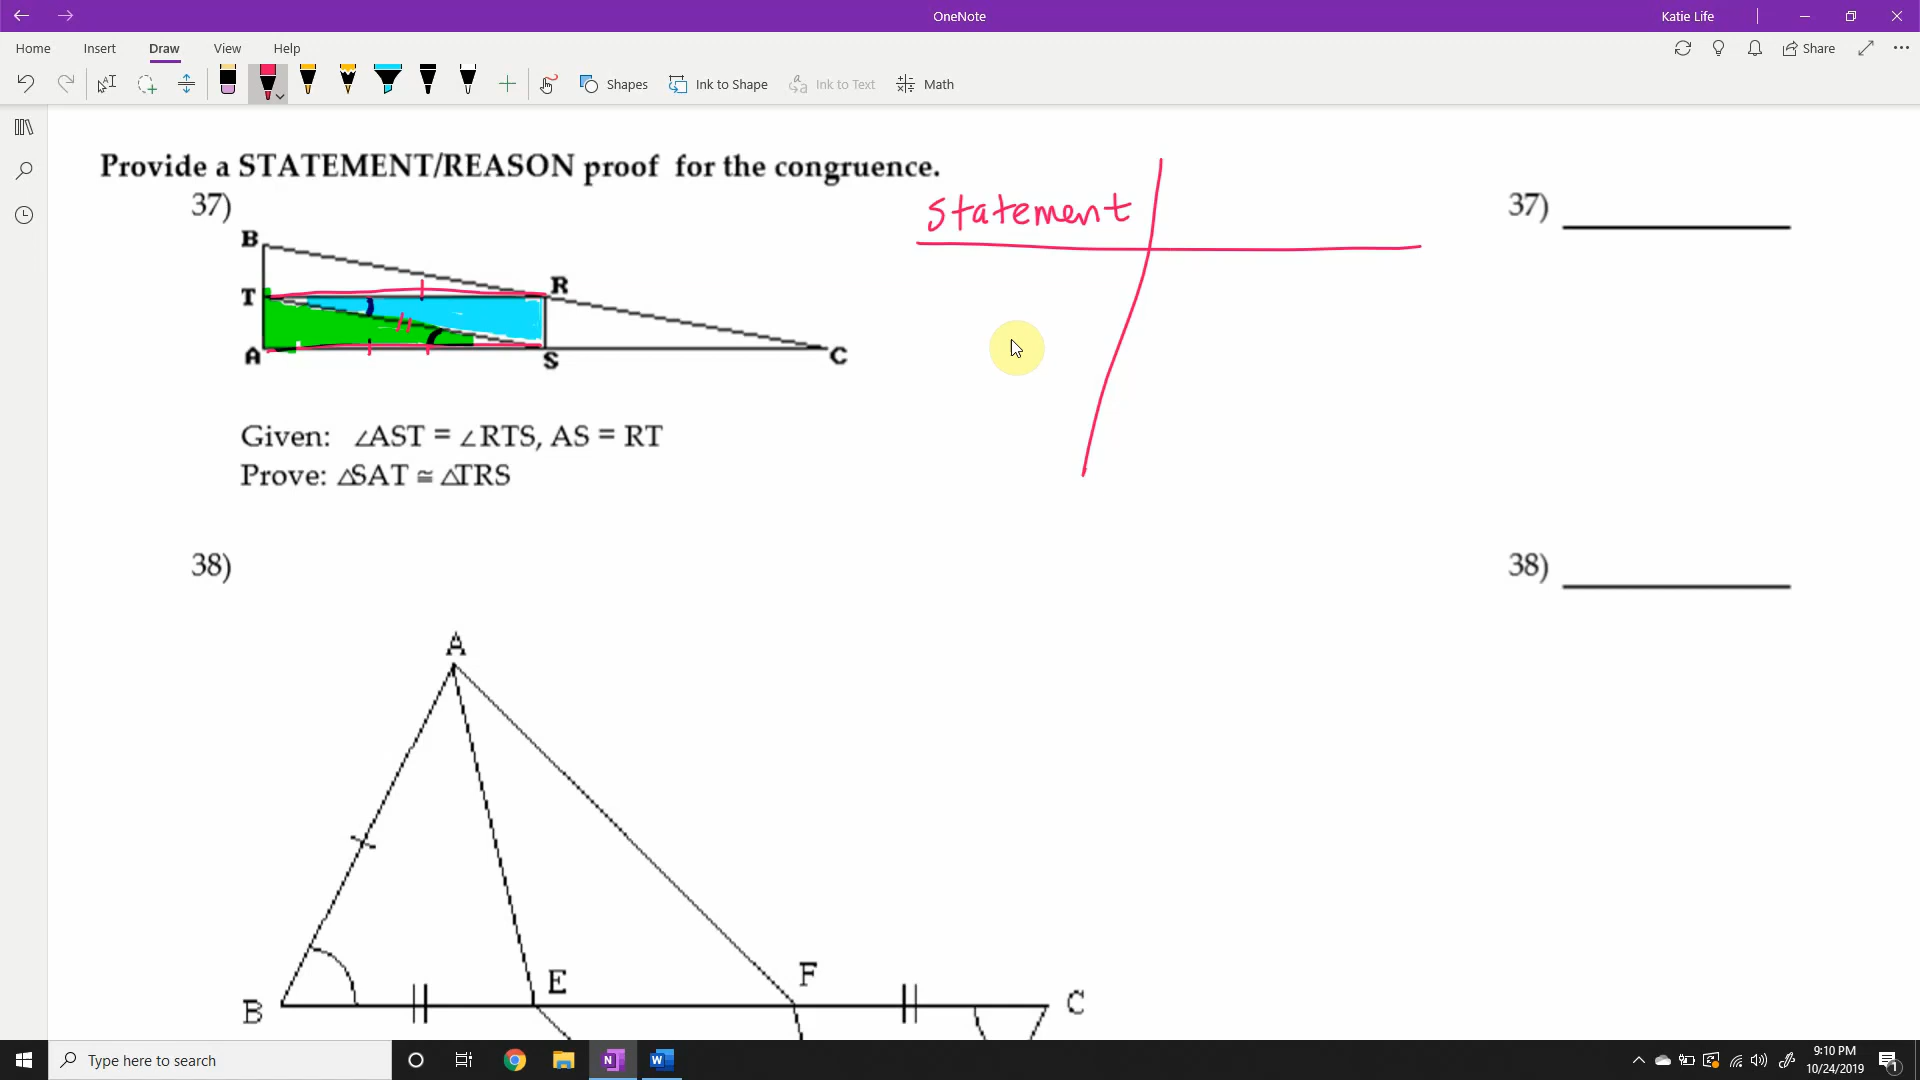 OneNote
Katie Life
Home Insert Draw View Help
Share
Shapes
Ink to Shape
Ink to Text
Math
Provide a STATEMENT/REASON proof for the congruence.
37)
Statement
37)
B
T
R
A
S
C
Given: ∠AST = ∠RTS, AS = RT
Prove: △SAT ≅ △TRS
38)
38)
A
B
E
F
C
Type here to search
9:10 PM
10/24/2019
1